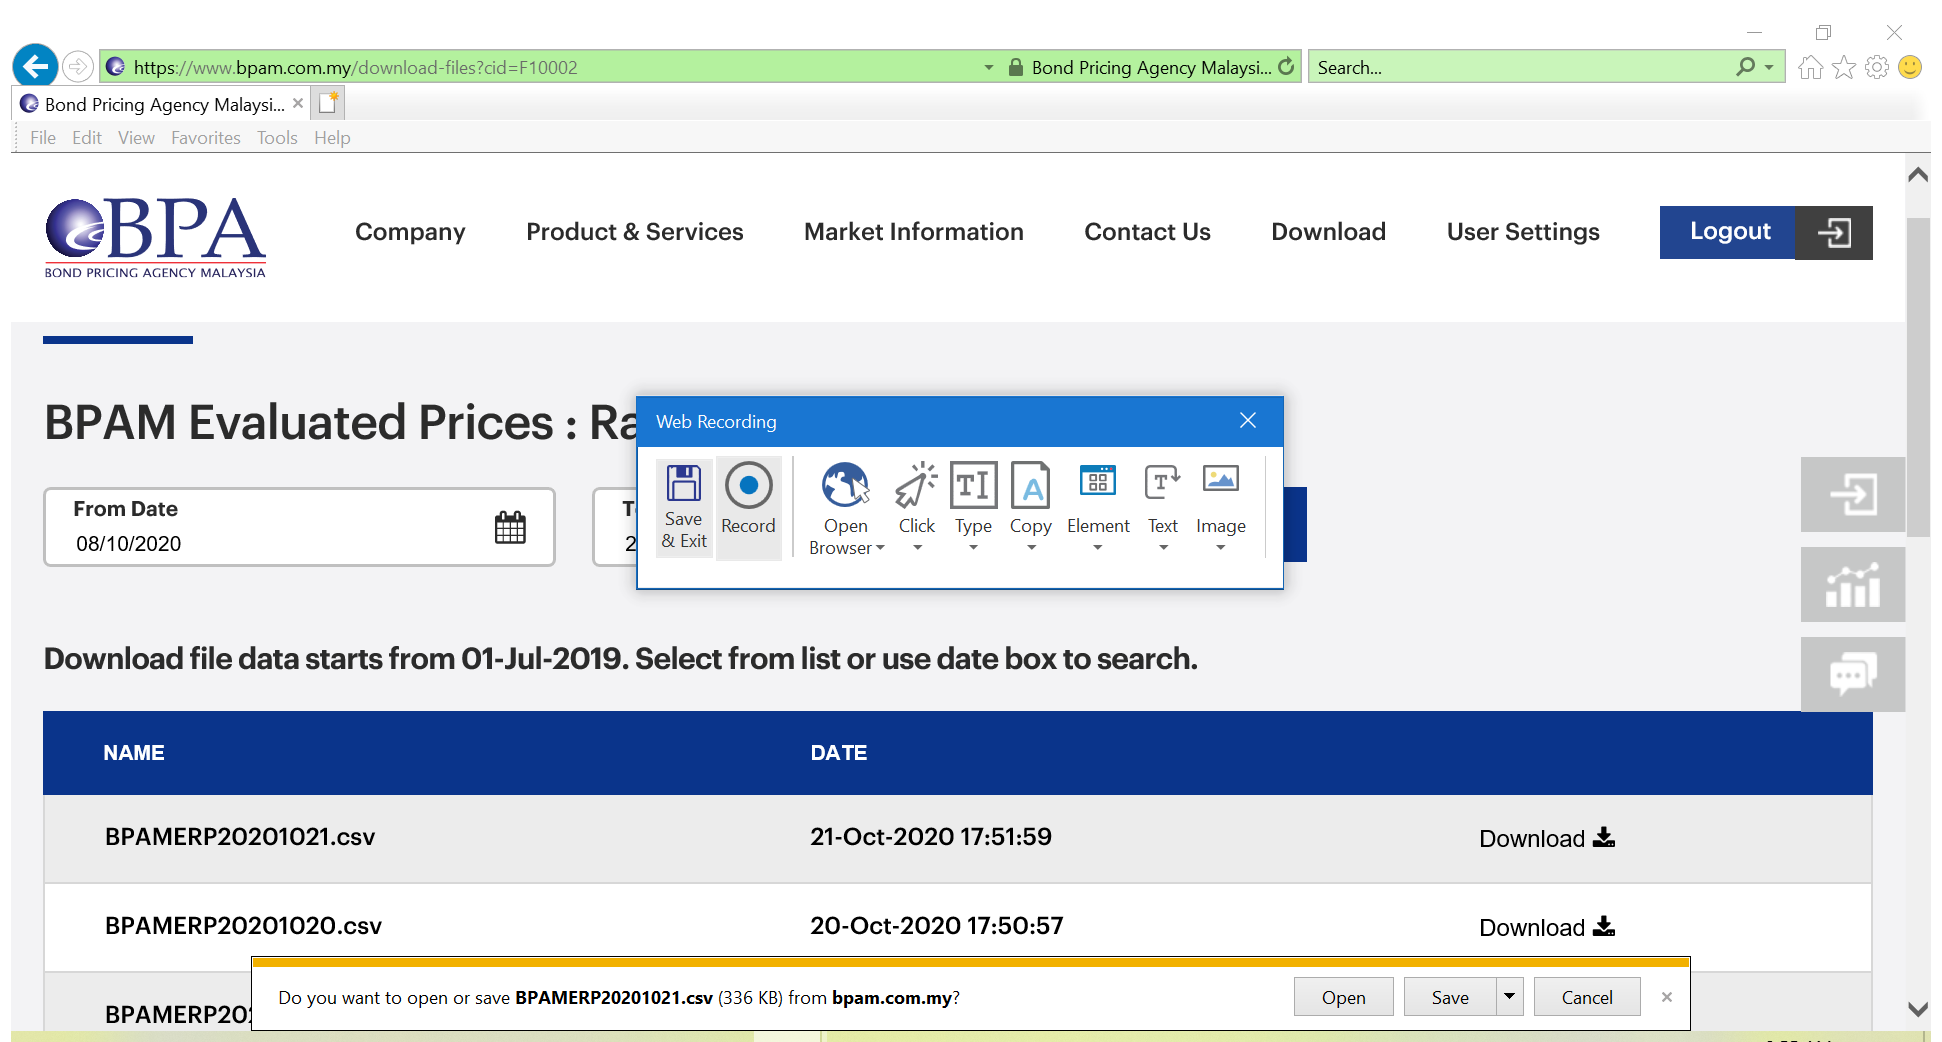 https://www.bpam.com.my/download-files?cid=F10002
Bond Pricing Agency Malaysi...
Search...
Bond Pricing Agency Malaysi...
File Edit View Favorites Tools Help
BPA
BOND PRICING AGENCY MALAYSIA
Company Product & Services Market Information Contact Us Download User Settings Logout
BPAM Evaluated Prices : Ra
Web Recording
Save & Exit
Record
Open Browser
Click
Type
Copy
Element
Text
Image
From Date
08/10/2020
T
2
Download file data starts from 01-Jul-2019. Select from list or use date box to search.
NAME DATE
BPAMERP20201021.csv 21-Oct-2020 17:51:59 Download
BPAMERP20201020.csv 20-Oct-2020 17:50:57 Download
BPAMERP20
Do you want to open or save BPAMERP20201021.csv (336 KB) from bpam.com.my?
Open Save Cancel